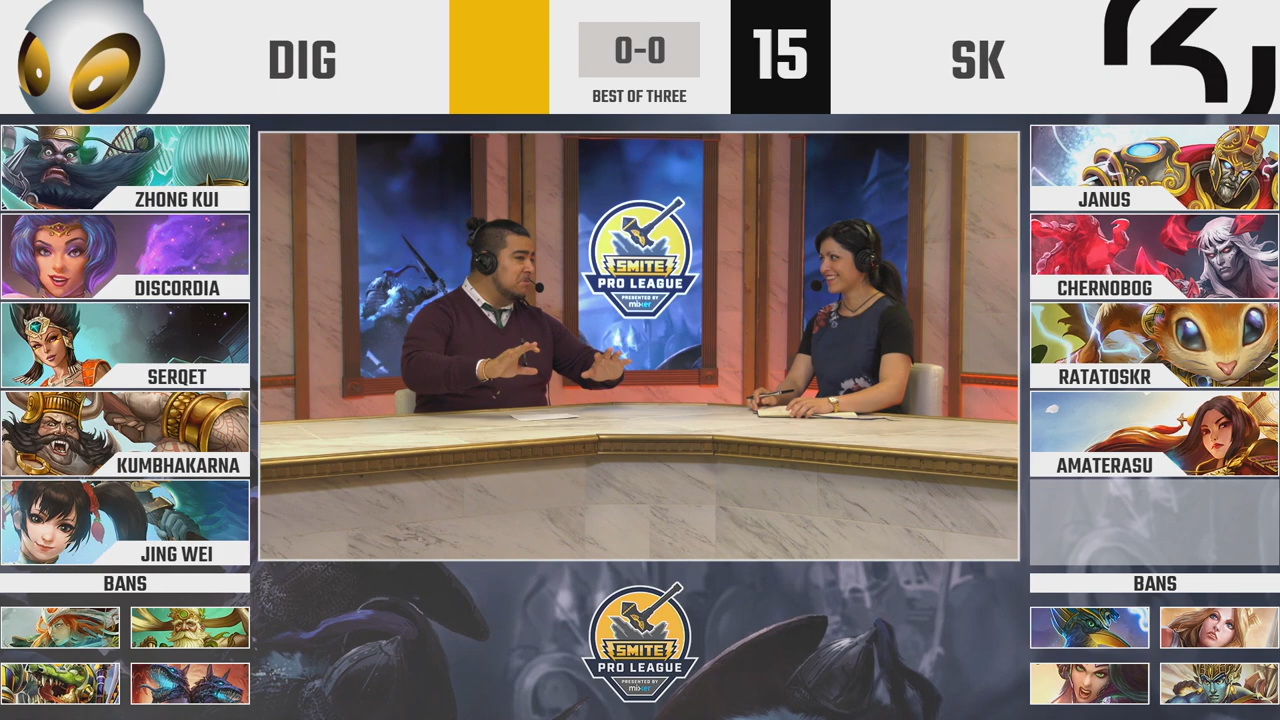 DIG
0-0
BEST OF THREE
15
SK
ZHONG KUI
DISCORDIA
SERQET
KUMBHAKARNA
JING WEI
BANS
SMITE
PRO LEAGUE
PRESENTED BY
mixer
JANUS
CHERNOBOG
RATATOSKR
AMATERASU
BANS
SMITE
PRO LEAGUE
PRESENTED BY
mixer